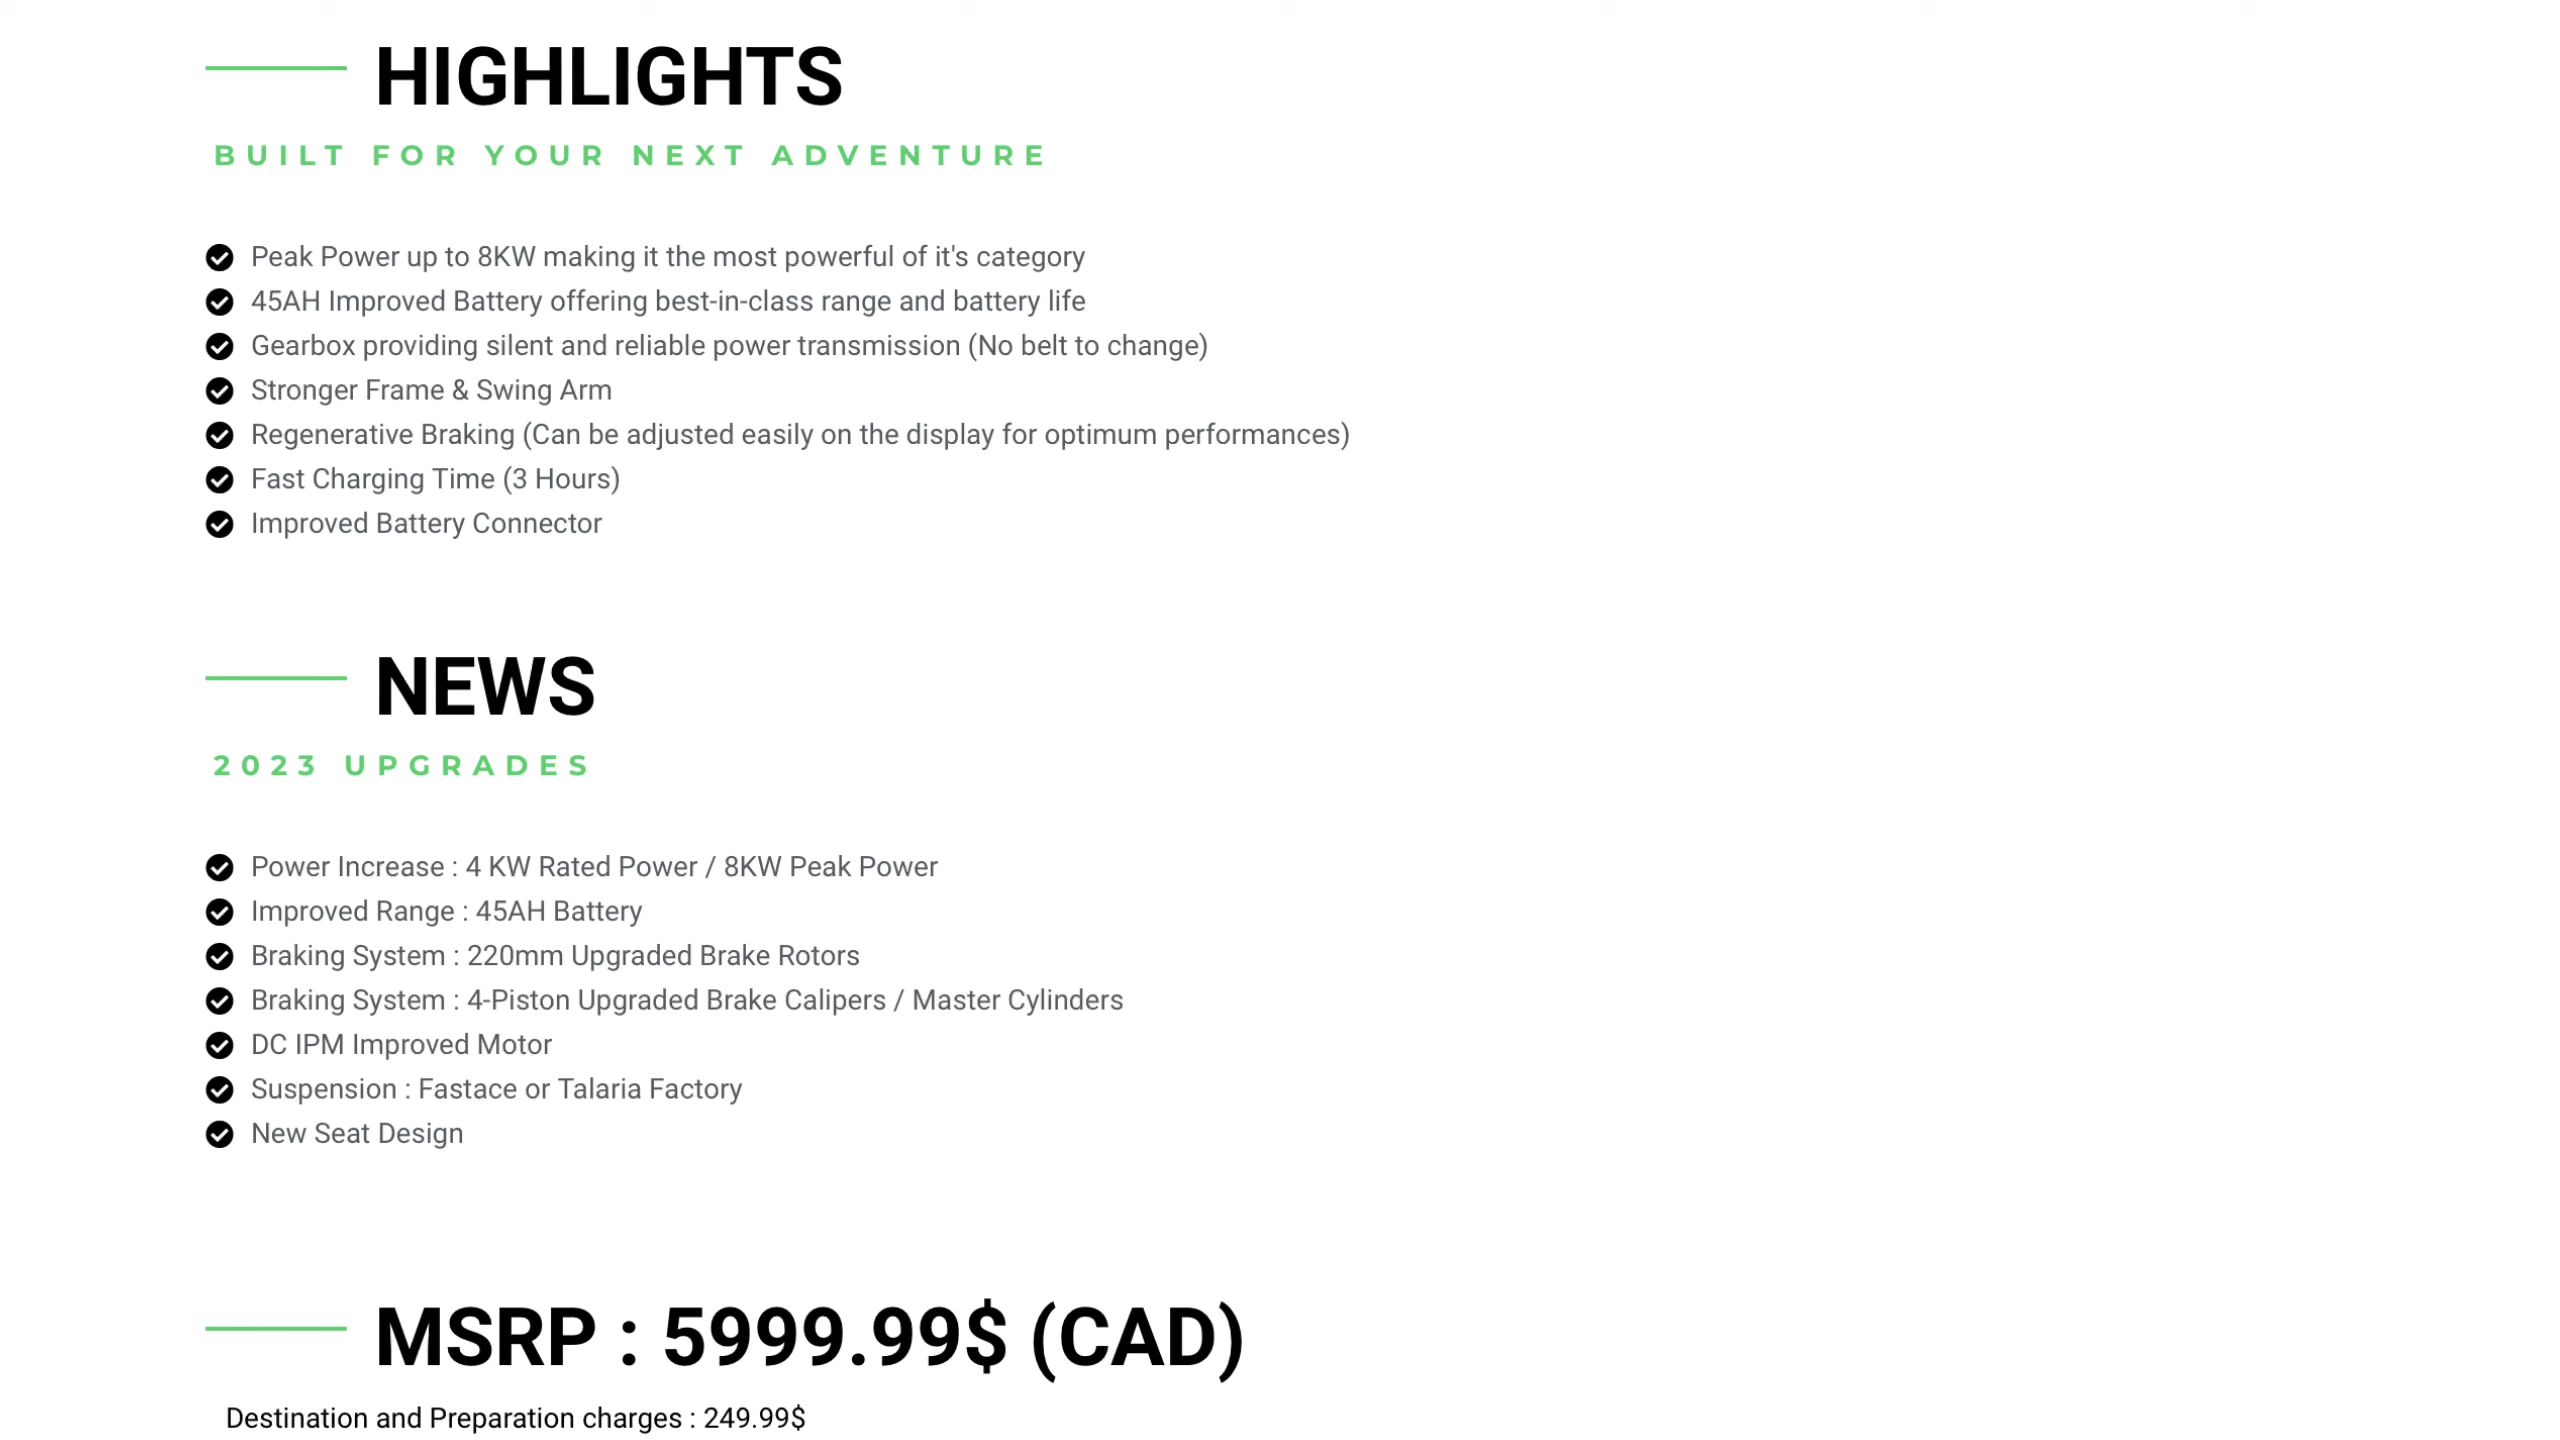 HIGHLIGHTS
BUILT FOR YOUR NEXT ADVENTURE
Peak Power up to 8KW making it the most powerful of it's category
45AH Improved Battery offering best-in-class range and battery life
Gearbox providing silent and reliable power transmission (No belt to change)
Stronger Frame & Swing Arm
Regenerative Braking (Can be adjusted easily on the display for optimum performances)
Fast Charging Time (3 Hours)
Improved Battery Connector
NEWS
2023 UPGRADES
Power Increase : 4 KW Rated Power / 8KW Peak Power
Improved Range : 45AH Battery
Braking System : 220mm Upgraded Brake Rotors
Braking System : 4-Piston Upgraded Brake Calipers / Master Cylinders
DC IPM Improved Motor
Suspension : Fastace or Talaria Factory
New Seat Design
MSRP : 5999.99$ (CAD)
Destination and Preparation charges : 249.99$